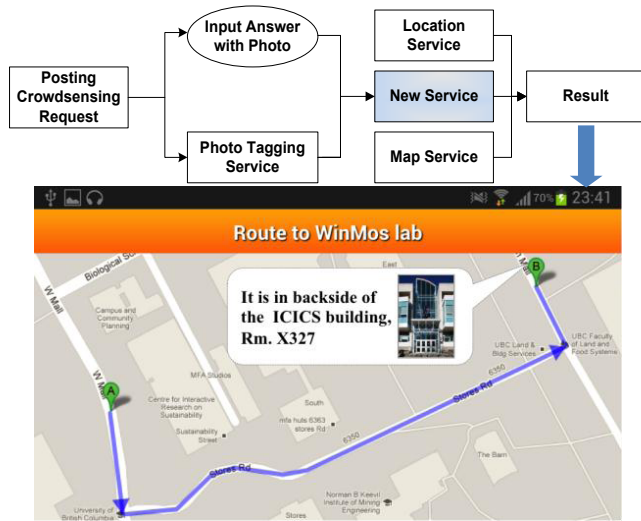 Input Answer
with Photo
Location
Service
Posting
Crowdsensing
Request
New Service
Result
Photo Tagging
Service
Map Service
70%
23:41
Route to WinMos lab
Biological
East
Mall
B
W Mall
Campus and
Community
Planning
It is in backside of
the ICICS building,
Rm. X327
UBC Faculty
of Land and
Food Systems
UBC Land &
Bldg Services
6350
MFA Studios
A
W Mall
Centre for Interactive
Research on
Sustainability
South
Stores Rd
mfa huts 6363
stores Rd
Sustainability
Street
6350
The Barn
Stores Rd
University of
British Columbia
Norman B Keevil
Institute of Mining
Engineering
Stores